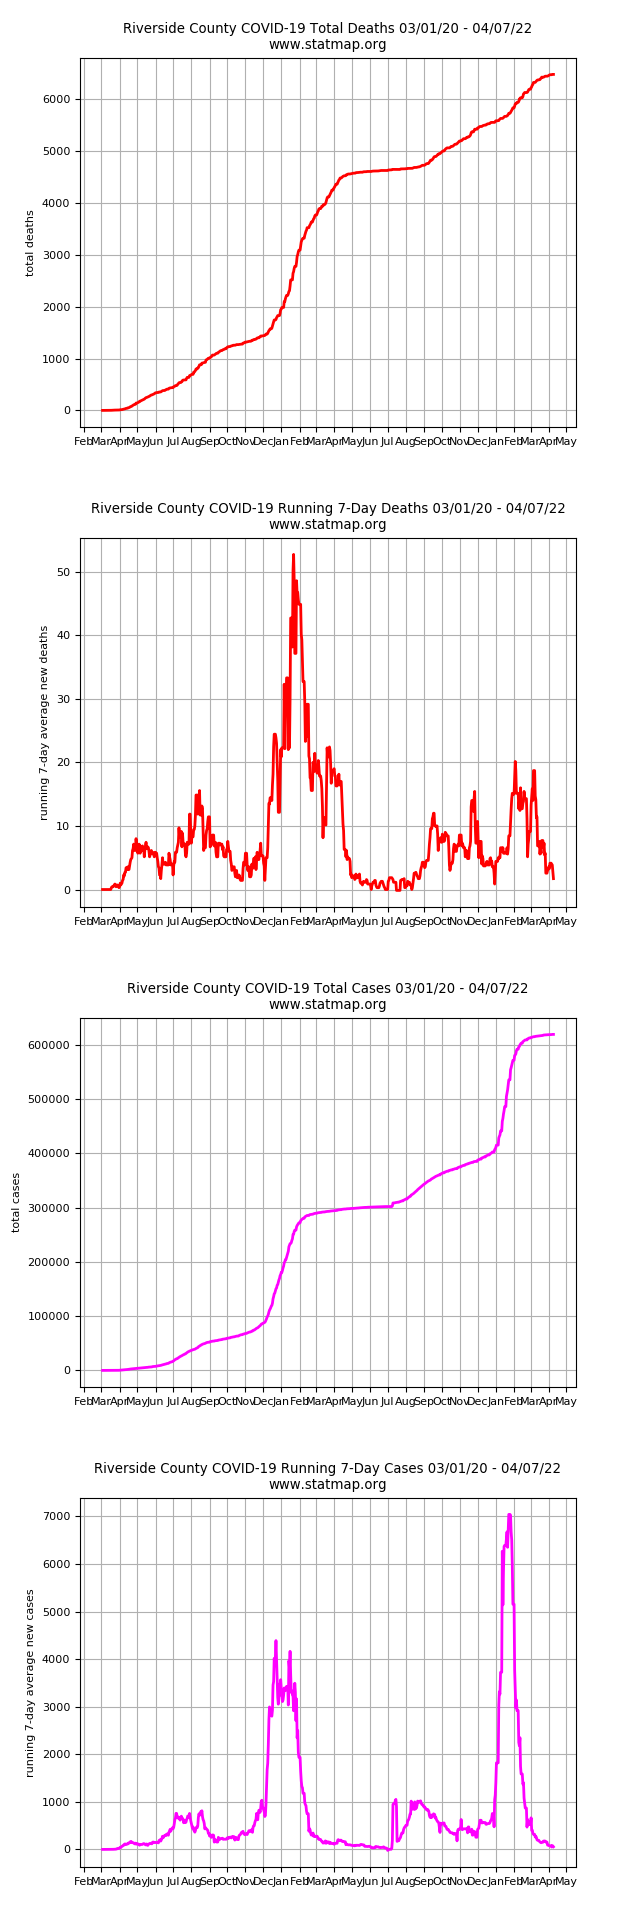 Riverside County COVID-19 Total Deaths 03/01/20 - 04/07/22
www.statmap.org
6000
5000
4000
3000
2000
1000
0
total deaths
Feb Mar Apr May Jun Jul Aug Sep Oct Nov Dec Jan Feb Mar Apr May Jun Jul Aug Sep Oct Nov Dec Jan Feb Mar Apr May
Riverside County COVID-19 Running 7-Day Deaths 03/01/20 - 04/07/22
www.statmap.org
50
40
30
20
10
0
running 7-day average new deaths
Feb Mar Apr May Jun Jul Aug Sep Oct Nov Dec Jan Feb Mar Apr May Jun Jul Aug Sep Oct Nov Dec Jan Feb Mar Apr May
Riverside County COVID-19 Total Cases 03/01/20 - 04/07/22
www.statmap.org
600000
500000
400000
300000
200000
100000
0
total cases
Feb Mar Apr May Jun Jul Aug Sep Oct Nov Dec Jan Feb Mar Apr May Jun Jul Aug Sep Oct Nov Dec Jan Feb Mar Apr May
Riverside County COVID-19 Running 7-Day Cases 03/01/20 - 04/07/22
www.statmap.org
7000
6000
5000
4000
3000
2000
1000
0
running 7-day average new cases
Feb Mar Apr May Jun Jul Aug Sep Oct Nov Dec Jan Feb Mar Apr May Jun Jul Aug Sep Oct Nov Dec Jan Feb Mar Apr May